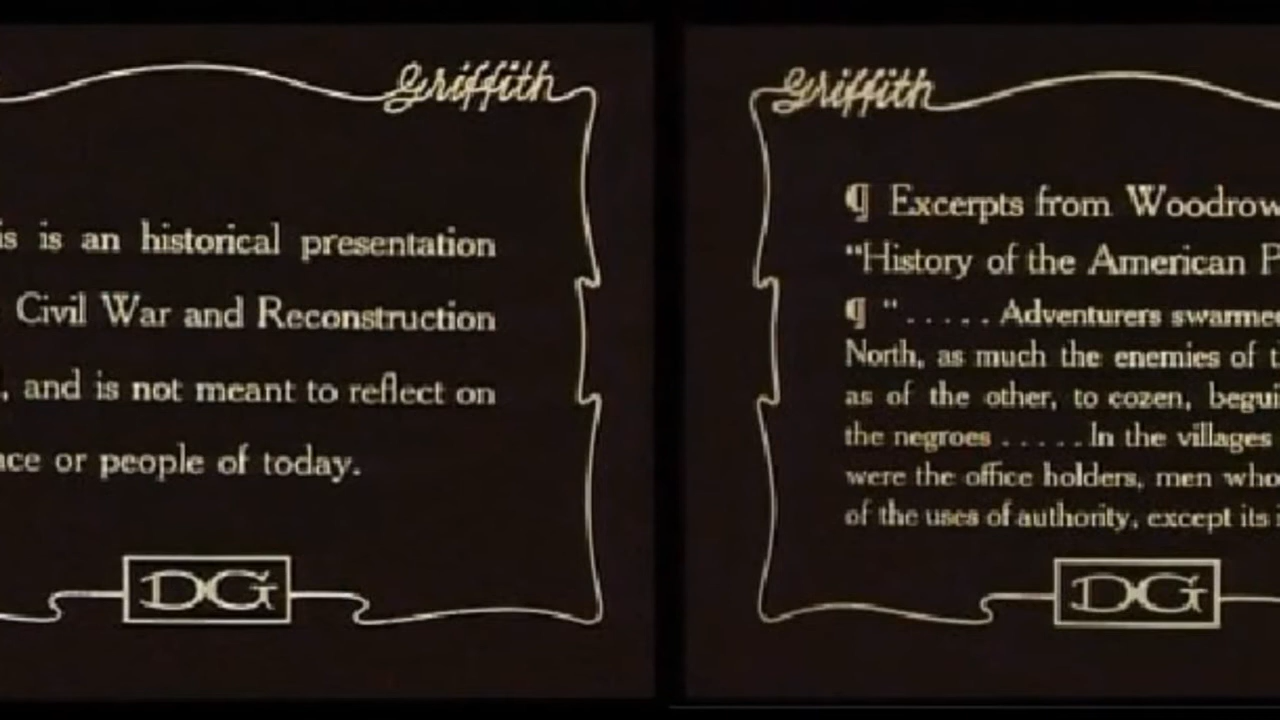 Griffith
is is an historical presentation
Civil War and Reconstruction
, and is not meant to reflect on
ce or people of today.
DG
Griffith
¶ Excerpts from Woodrow
“History of the American P
¶ “ . . . . . Adventurers swarmed
North, as much the enemies of t
as of the other, to cozen, begui
the negroes . . . . . In the villages
were the office holders, men who
of the uses of authority, except its
DG